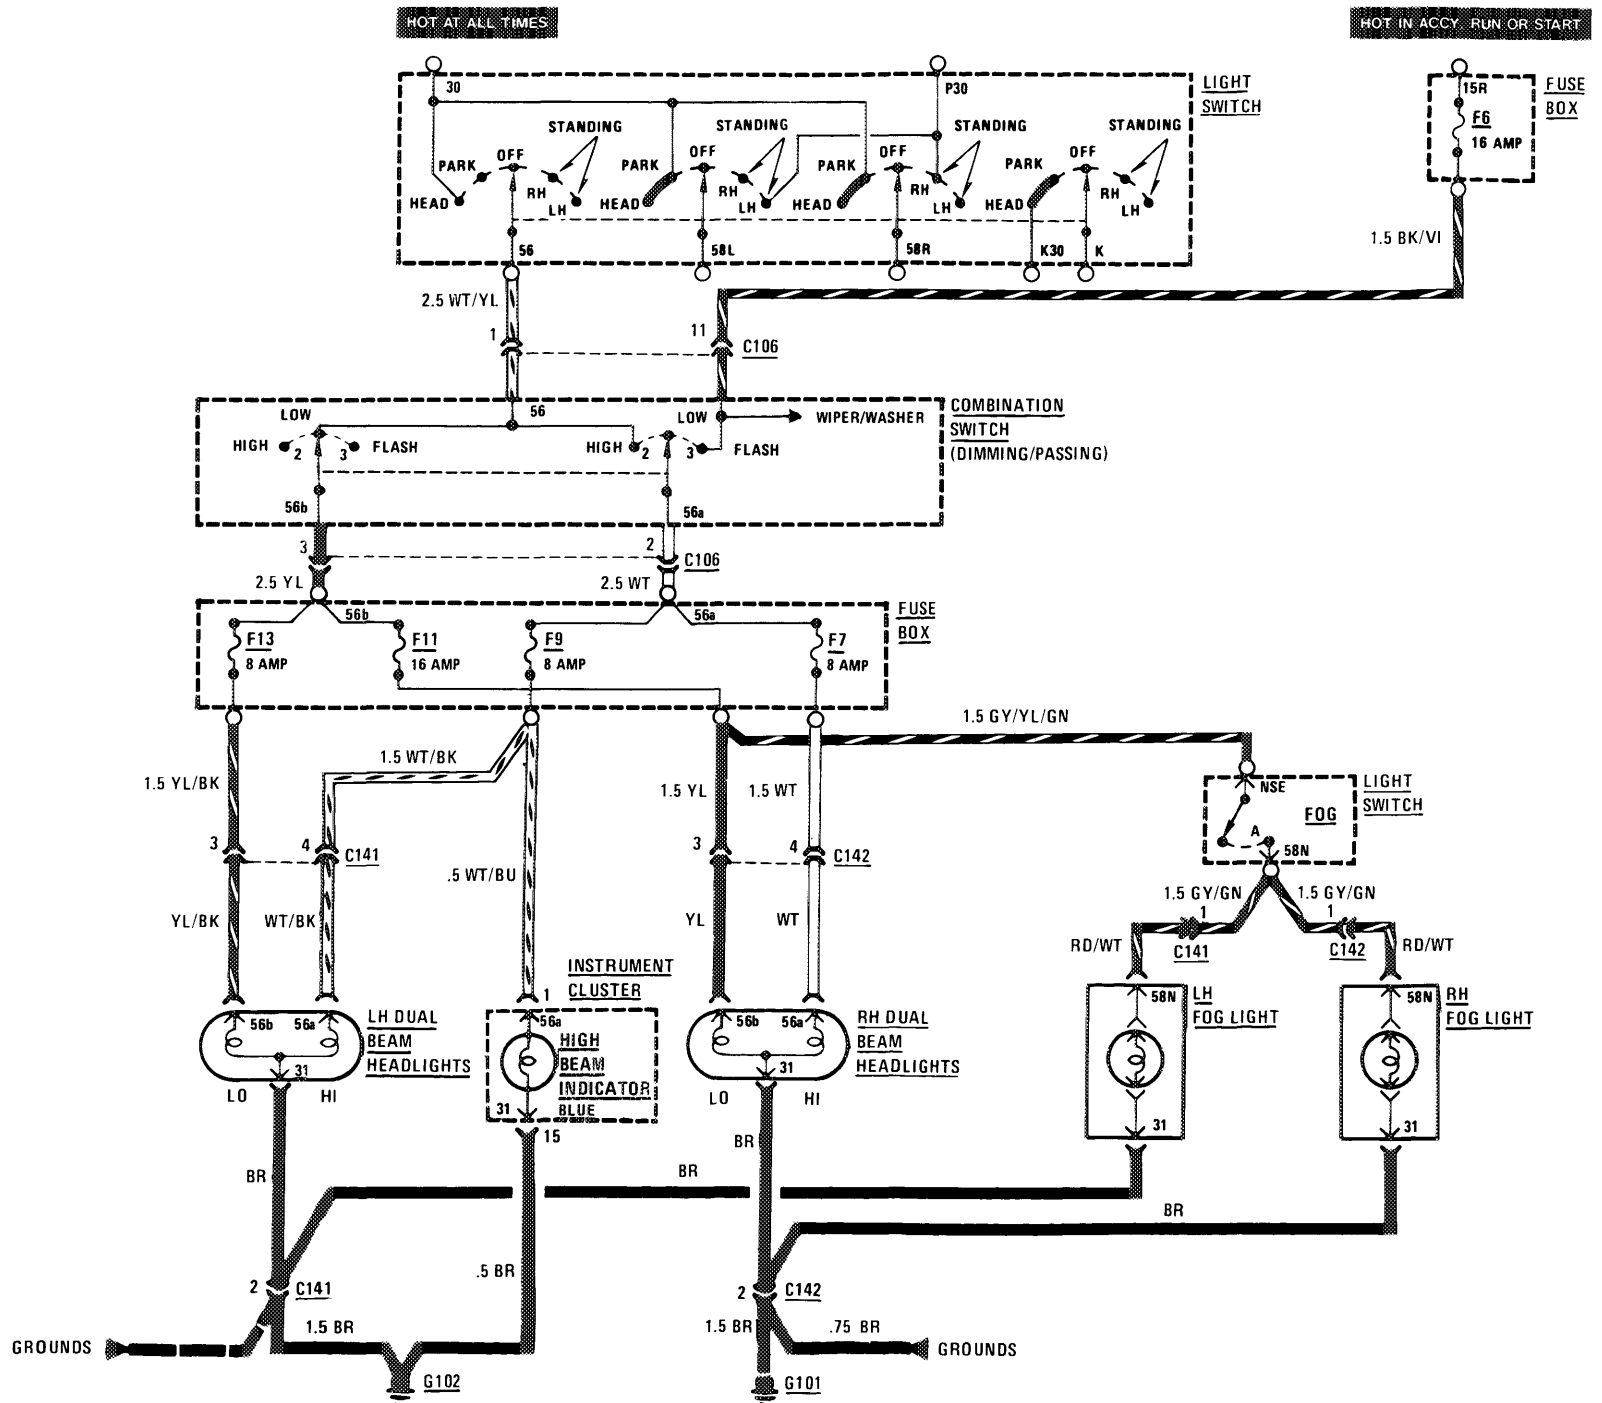 HOT AT ALL TIMES
HOT IN ACCY RUN OR START
30
P30
LIGHT
SWITCH
15R
F6
16 AMP
FUSE
BOX
STANDING
STANDING
STANDING
STANDING
PARK
OFF
RH
LH
HEAD
PARK
OFF
RH
LH
HEAD
PARK
OFF
RH
LH
HEAD
PARK
OFF
RH
LH
HEAD
56
58L
58R
K30
K
1.5 BK/VI
2.5 WT/YL
1
11
C106
56
LOW
HIGH
2
3
FLASH
LOW
HIGH
2
3
FLASH
WIPER/WASHER
COMBINATION
SWITCH
(DIMMING/PASSING)
56b
56a
3
2
C106
2.5 YL
2.5 WT
56b
56a
FUSE
BOX
F13
8 AMP
F11
16 AMP
F9
8 AMP
F7
8 AMP
1.5 GY/YL/GN
1.5 WT/BK
1.5 YL/BK
1.5 YL
1.5 WT
NSE
FOG
A
58N
LIGHT
SWITCH
3
4
C141
.5 WT/BU
3
4
C142
YL/BK
WT/BK
YL
WT
1.5 GY/GN
1.5 GY/GN
1
1
C141
C142
RD/WT
RD/WT
INSTRUMENT
CLUSTER
1
56b
56a
31
LO
HI
LH DUAL
BEAM
HEADLIGHTS
56a
HIGH
BEAM
INDICATOR
BLUE
31
15
56b
56a
31
LO
HI
RH DUAL
BEAM
HEADLIGHTS
58N
31
LH
FOG LIGHT
58N
31
RH
FOG LIGHT
BR
BR
BR
BR
.5 BR
2
C141
2
C142
1.5 BR
1.5 BR
.75 BR
GROUNDS
GROUNDS
G102
G101